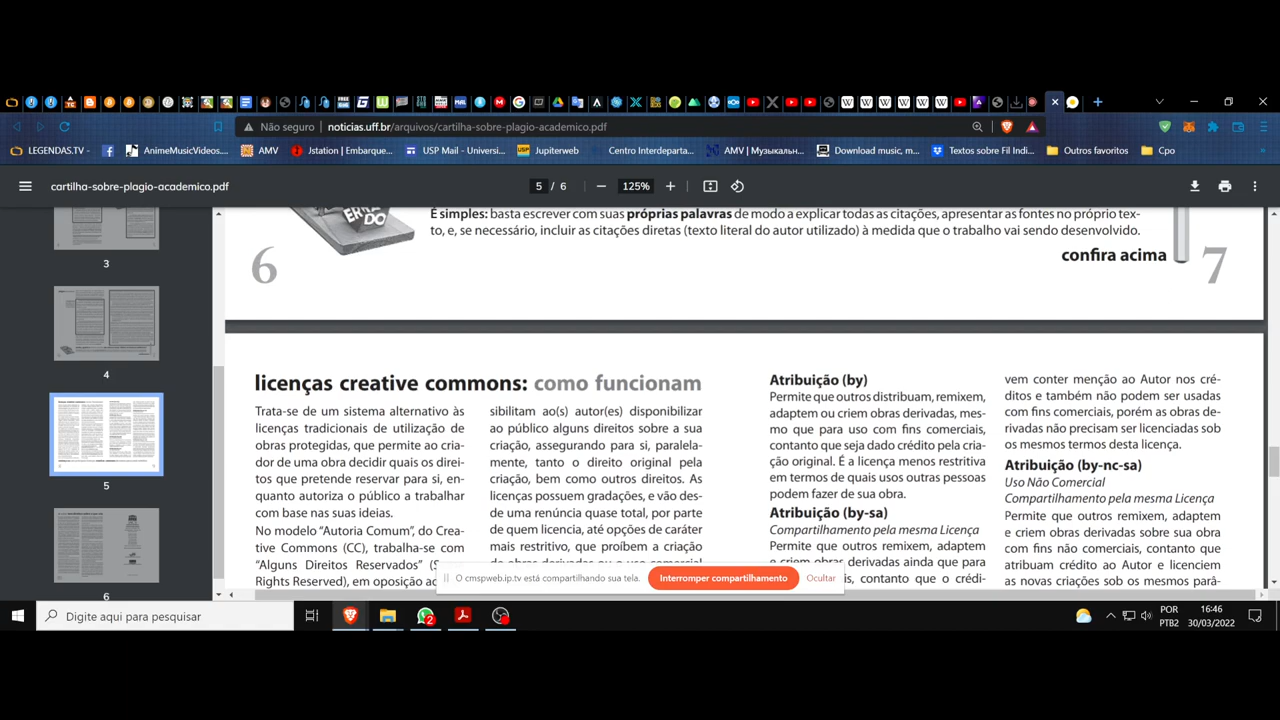 Não seguro
noticias.uff.br/arquivos/cartilha-sobre-plagio-academico.pdf
LEGENDAS.TV
AnimeMusicVideos...
AMV
Jstation | Embarque...
USP Mail - Universi...
Jupiterweb
Centro Interdeparta...
AMV | Музыкальн...
Download music, m...
Textos sobre Fil Indi...
Outros favoritos
Cpo
cartilha-sobre-plagio-academico.pdf
5 / 6
125%
3
4
5
6
ERRADO
É simples: basta escrever com suas próprias palavras de modo a explicar todas as citações, apresentar as fontes no próprio tex-
to, e, se necessário, incluir as citações diretas (texto literal do autor utilizado) à medida que o trabalho vai sendo desenvolvido.
confira acima
6
7
licenças creative commons: como funcionam
Trata-se de um sistema alternativo às
licenças tradicionais de utilização de
obras protegidas, que permite ao cria-
dor de uma obra decidir quais os direi-
tos que pretende reservar para si, en-
quanto autoriza o público a trabalhar
com base nas suas ideias.
No modelo “Autoria Comum”, do Crea-
tive Commons (CC), trabalha-se com
“Alguns Direitos Reservados” (S
Rights Reserved), em oposição ao
sibilitam ao(s) autor(es) disponibilizar
ao público alguns direitos sobre a sua
criação, assegurando para si, paralela-
mente, tanto o direito original pela
criação, bem como outros direitos. As
licenças possuem gradações, e vão des-
de uma renúncia quase total, por parte
de quem licencia, até opções de caráter
mais restritivo, que proíbem a criação
de obras derivadas ou o uso comercial
Atribuição (by)
Permite que outros distribuam, remixem,
adaptem ou criem obras derivadas, mes-
mo que para uso com fins comerciais,
contanto que seja dado crédito pela cria-
ção original. É a licença menos restritiva
em termos de quais usos outras pessoas
podem fazer de sua obra.
Atribuição (by-sa)
Compartilhamento pela mesma Licença
Permite que outros remixem, adaptem
e criem obras derivadas ainda que para
is, contanto que o crédi-
vem conter menção ao Autor nos cré-
ditos e também não podem ser usadas
com fins comerciais, porém as obras de-
rivadas não precisam ser licenciadas sob
os mesmos termos desta licença.
Atribuição (by-nc-sa)
Uso Não Comercial
Compartilhamento pela mesma Licença
Permite que outros remixem, adaptem
e criem obras derivadas sobre sua obra
com fins não comerciais, contanto que
atribuam crédito ao Autor e licenciem
as novas criações sob os mesmos parâ-
O cmspweb.ip.tv está compartilhando sua tela.
Interromper compartilhamento
Ocultar
Digite aqui para pesquisar
2
POR
PTB2
16:46
30/03/2022